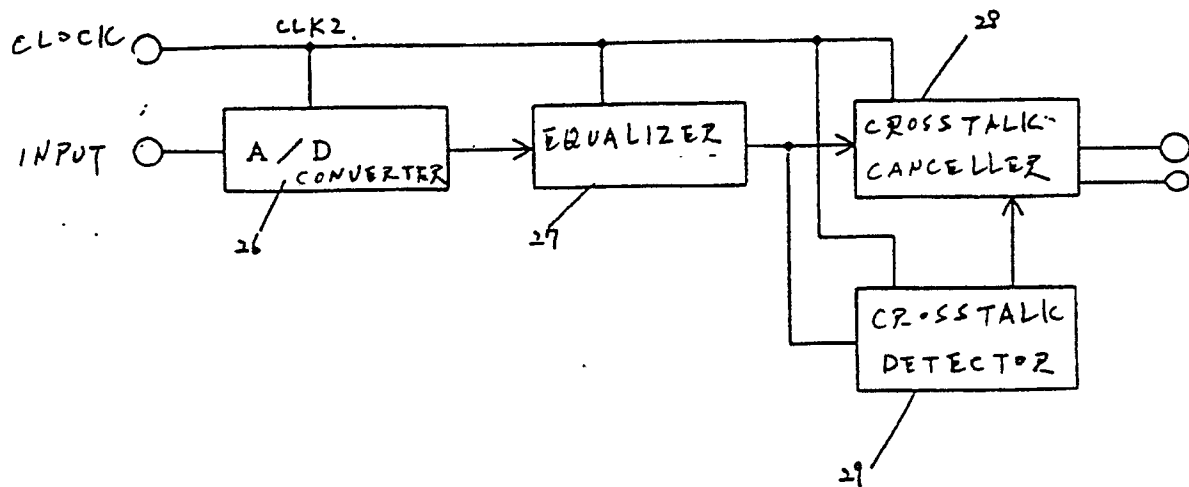 CLOCK
CLK2.
28
INPUT
A/D
CONVERTER
EQUALIZER
CROSSTALK-
CANCELLER
26
27
CROSSTALK
DETECTOR
29